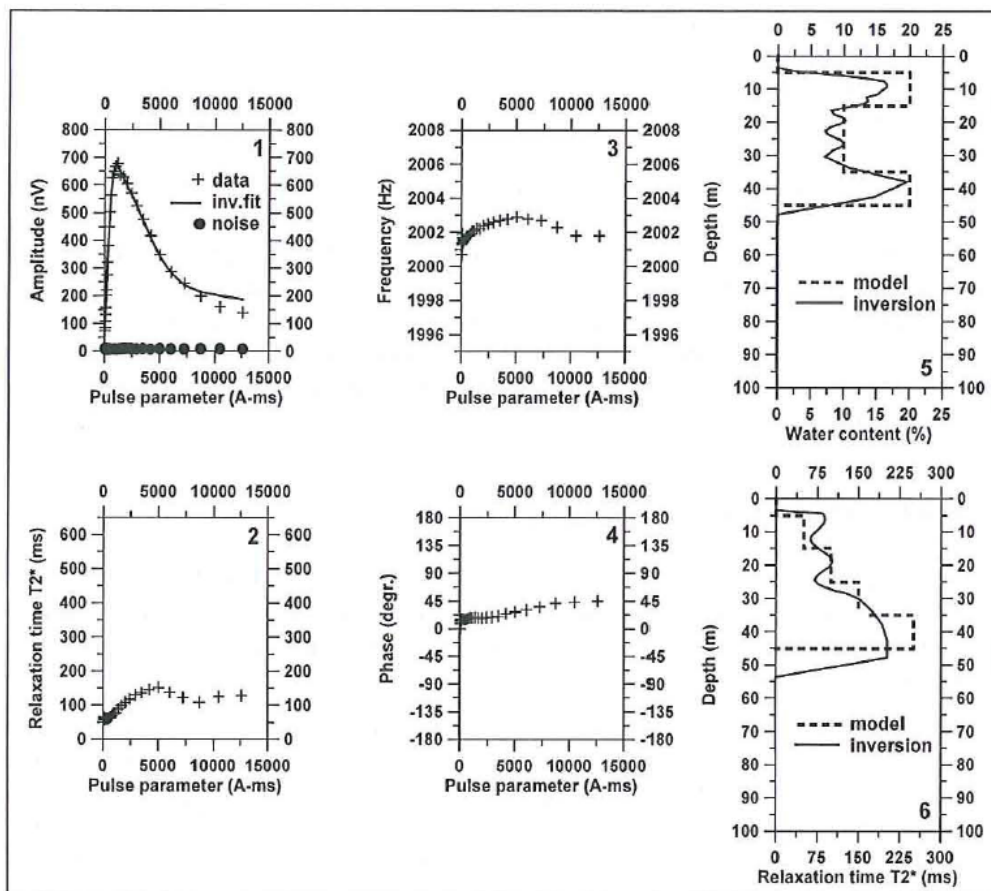 0 5000 10000 15000
800 800
700 700
600 600
500 500
400 400
300 300
200 200
100 100
0 0
1
data
inv.fit
noise
Amplitude (nV)
0 5000 10000 15000
Pulse parameter (A-ms)
0 5000 10000 15000
2008 2008
2006 2006
2004 2004
2002 2002
2000 2000
1998 1998
1996 1996
3
Frequency (Hz)
0 5000 10000 15000
Pulse parameter (A-ms)
0 5 10 15 20 25
0 0
10 10
20 20
30 30
40 40
50 50
60 60
70 70
80 80
90 90
100 100
Depth (m)
model
inversion
5
0 5 10 15 20 25
Water content (%)
0 5000 10000 15000
600 600
500 500
400 400
300 300
200 200
100 100
0 0
2
Relaxation time T2* (ms)
0 5000 10000 15000
Pulse parameter (A-ms)
0 5000 10000 15000
180 180
135 135
90 90
45 45
0 0
-45 -45
-90 -90
-135 -135
-180 -180
4
Phase (degr.)
0 5000 10000 15000
Pulse parameter (A-ms)
0 75 150 225 300
0 0
10 10
20 20
30 30
40 40
50 50
60 60
70 70
80 80
90 90
100 100
Depth (m)
model
inversion
6
0 75 150 225 300
Relaxation time T2* (ms)